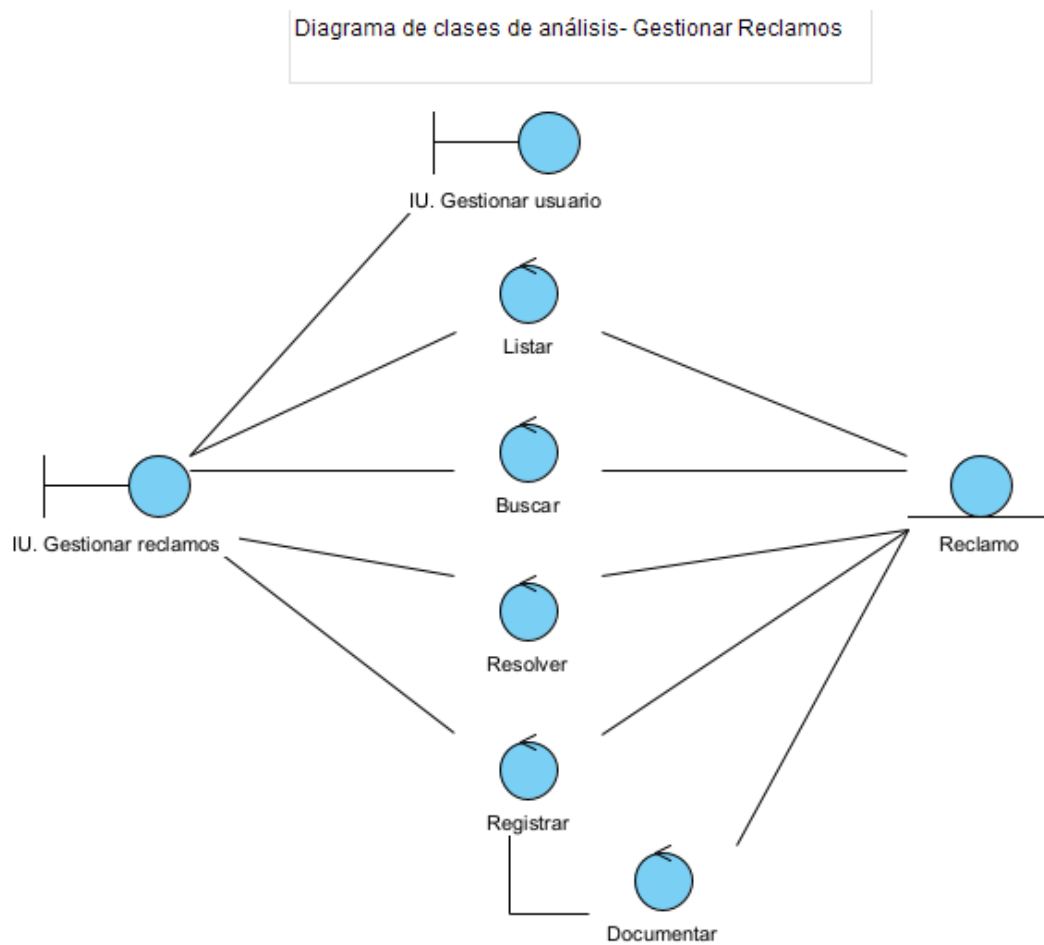 Diagrama de clases de análisis- Gestionar Reclamos
IU. Gestionar usuario
Listar
Buscar
IU. Gestionar reclamos
Reclamo
Resolver
Registrar
Documentar